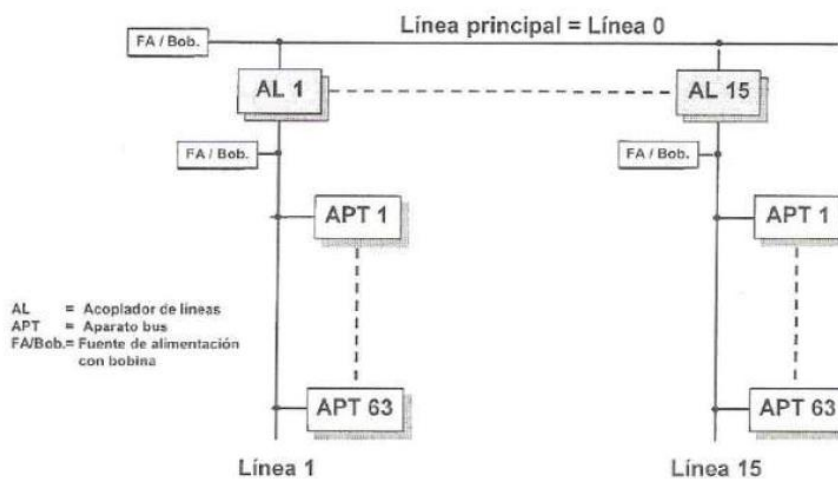 Línea principal = Línea 0
FA / Bob.
AL 1
AL 15
FA / Bob.
FA / Bob.
APT 1
APT 1
AL = Acoplador de líneas
APT = Aparato bus
FA/Bob.= Fuente de alimentación
con bobina
APT 63
APT 63
Línea 1
Línea 15